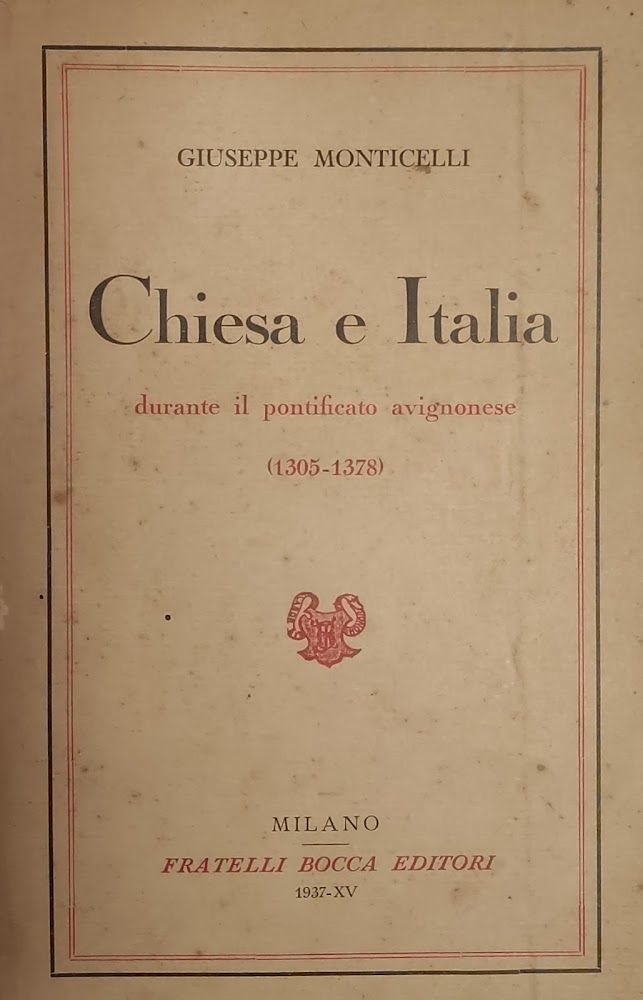 GIUSEPPE MONTICELLI
Chiesa e Italia
durante il pontificato avignonese
(1305-1378)
MILANO
FRATELLI BOCCA EDITORI
1937-XV